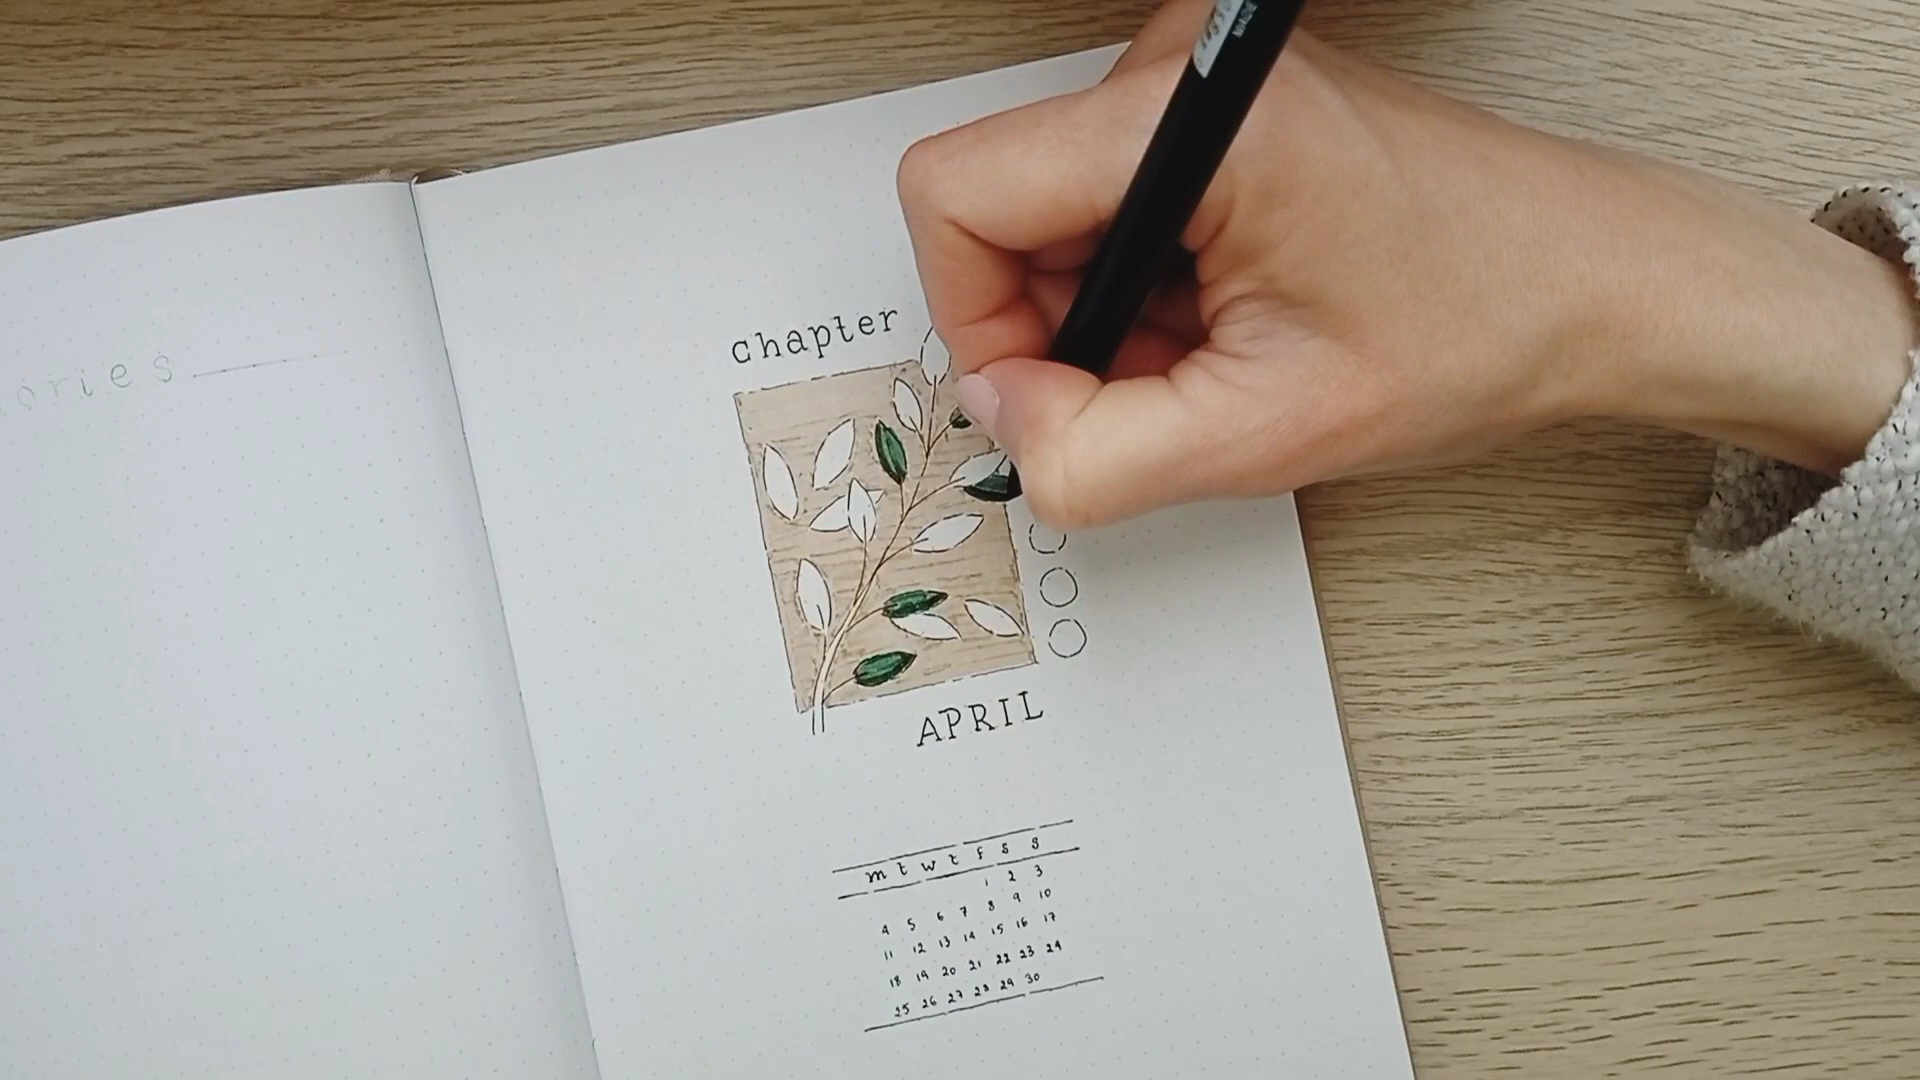 ories
chapter
APRIL
m t w t f s s
1 2 3
4 5 6 7 8 9 10
11 12 13 14 15 16 17
18 19 20 21 22 23 24
25 26 27 28 29 30